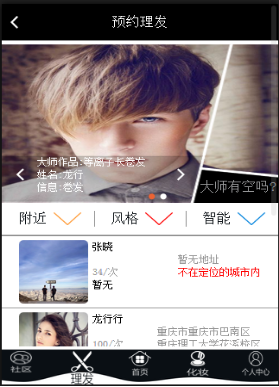 预约理发
大师作品:等离子长卷发
姓名:龙行
信息:卷发
大师有空吗?
附近 风格 智能
张晓
暂无地址
34/次
不在定位的城市内
暂无
龙行行
重庆市重庆市巴南区
100/次
重庆理工大学花溪校区
社区 理发 首页 化妆 个人中心